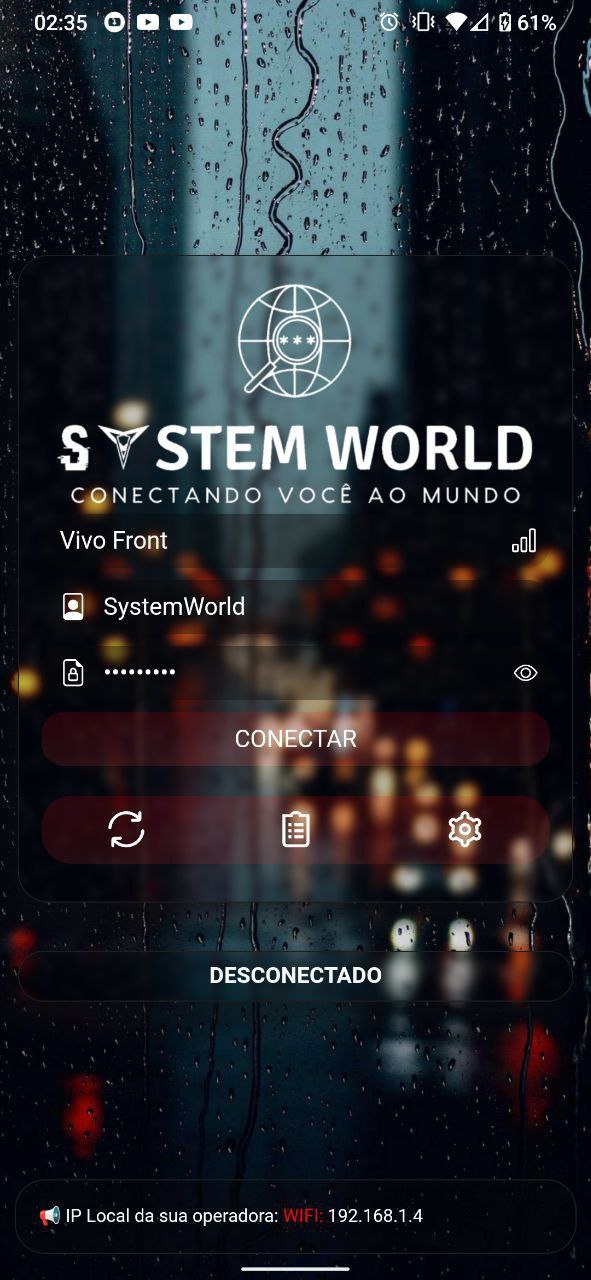 02:35
61%
SYSTEM WORLD
CONECTANDO VOCÊ AO MUNDO
Vivo Front
SystemWorld
•••••••••
CONECTAR
DESCONECTADO
IP Local da sua operadora: WIFI: 192.168.1.4